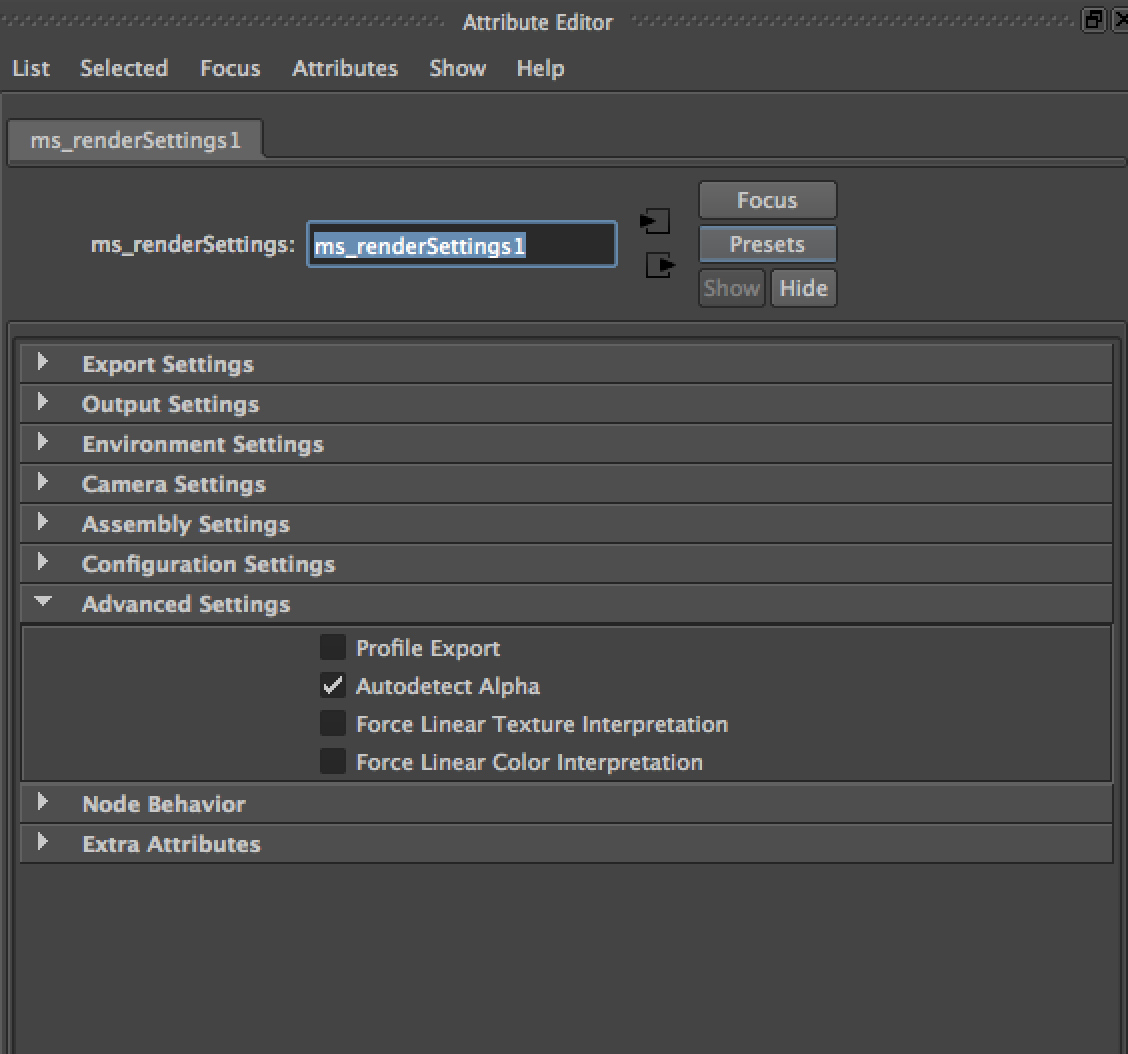 Attribute Editor
List Selected Focus Attributes Show Help
ms_renderSettings1
Focus
ms_renderSettings: ms_renderSettings1
Presets
Show Hide
Export Settings
Output Settings
Environment Settings
Camera Settings
Assembly Settings
Configuration Settings
Advanced Settings
Profile Export
Autodetect Alpha
Force Linear Texture Interpretation
Force Linear Color Interpretation
Node Behavior
Extra Attributes